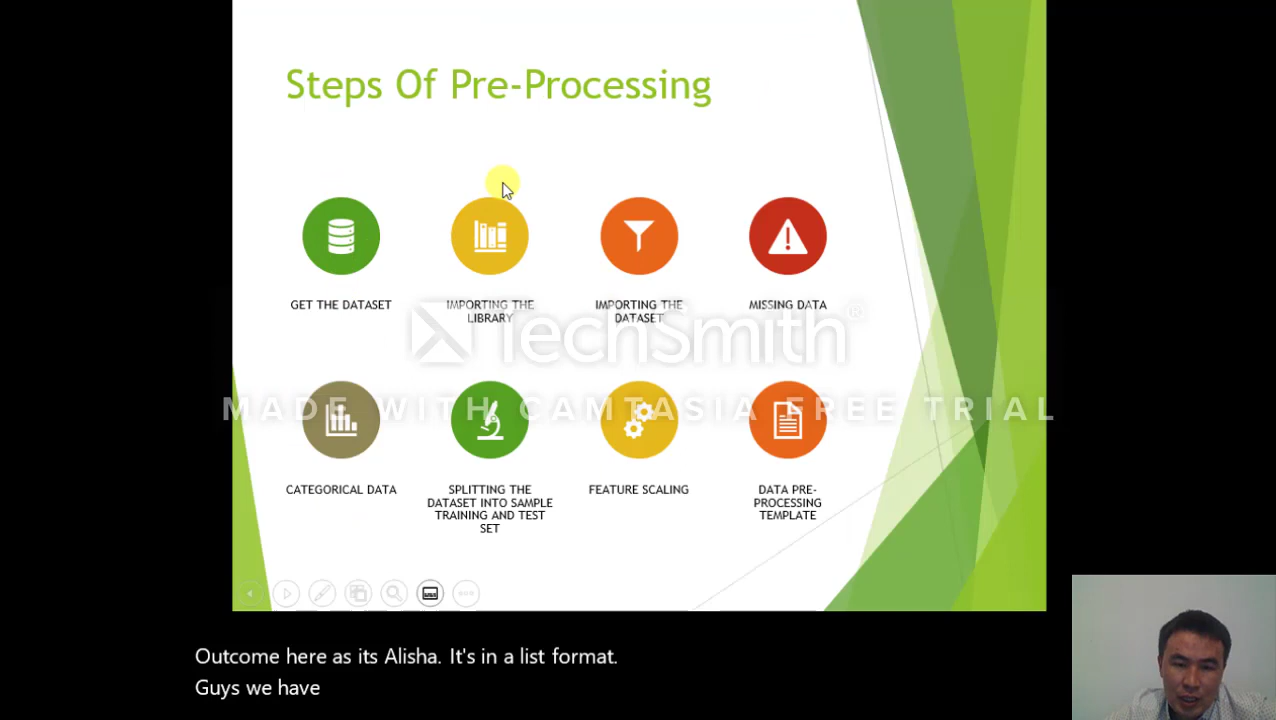 Steps Of Pre-Processing
GET THE DATASET
IMPORTING THE
LIBRARY
IMPORTING THE
DATASET
MISSING DATA
TechSmith®
MADE WITH CAMTASIA FREE TRIAL
CATEGORICAL DATA
SPLITTING THE
DATASET INTO SAMPLE
TRAINING AND TEST
SET
FEATURE SCALING
DATA PRE-
PROCESSING
TEMPLATE
Outcome here as its Alisha. It's in a list format.
Guys we have